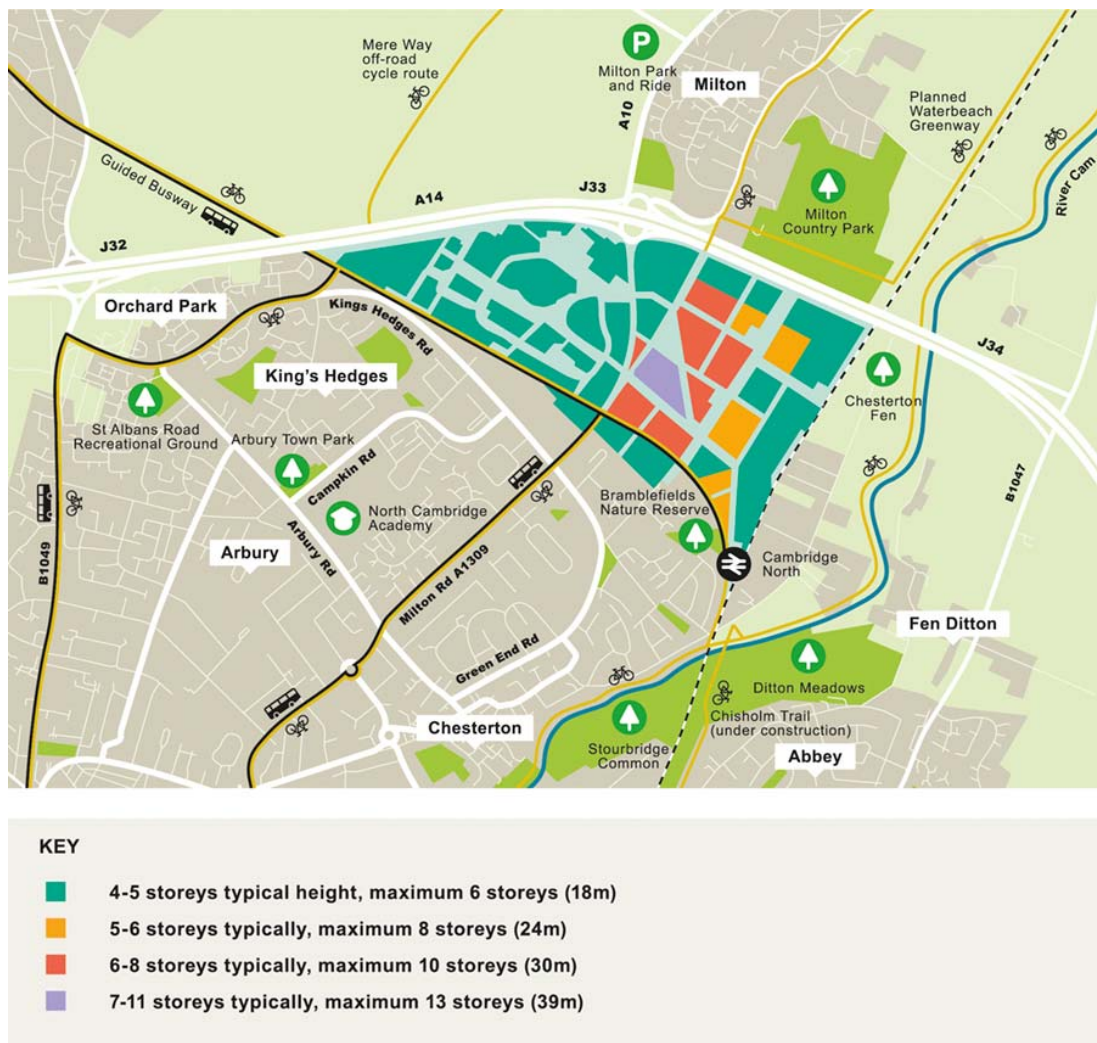 Mere Way
off-road
cycle route
P
Milton Park
and Ride
Milton
A10
Planned
Waterbeach
Greenway
River Cam
Guided Busway
A14
J33
Milton
Country Park
J32
Orchard Park
Kings Hedges Rd
J34
King's Hedges
Chesterton
Fen
St Albans Road
Recreational Ground
Arbury Town Park
Campkin Rd
B1047
Bramblefields
Nature Reserve
North Cambridge
Academy
B1049
Arbury
Arbury Rd
Milton Rd A1309
Cambridge
North
Fen Ditton
Green End Rd
Ditton Meadows
Chesterton
Chisholm Trail
(under construction)
Stourbridge
Common
Abbey
KEY
4-5 storeys typical height, maximum 6 storeys (18m)
5-6 storeys typically, maximum 8 storeys (24m)
6-8 storeys typically, maximum 10 storeys (30m)
7-11 storeys typically, maximum 13 storeys (39m)